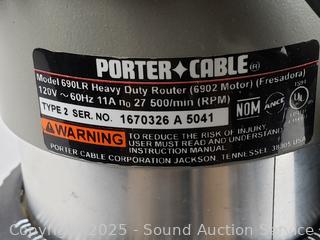 PORTER CABLE®
Model 690LR Heavy Duty Router (6902 Motor) (Fresadora)
120V ~ 60Hz 11A n0 27 500/min (RPM)
TYPE 2 SER. NO. 1670326 A 5041
NOM ANCE
WARNING
TO REDUCE THE RISK OF INJURY,
USER MUST READ AND UNDERSTAND
INSTRUCTION MANUAL
PORTER CABLE CORPORATION JACKSON, TENNESSEE, 38305 USA
Copyright 2025 - Sound Auction Service